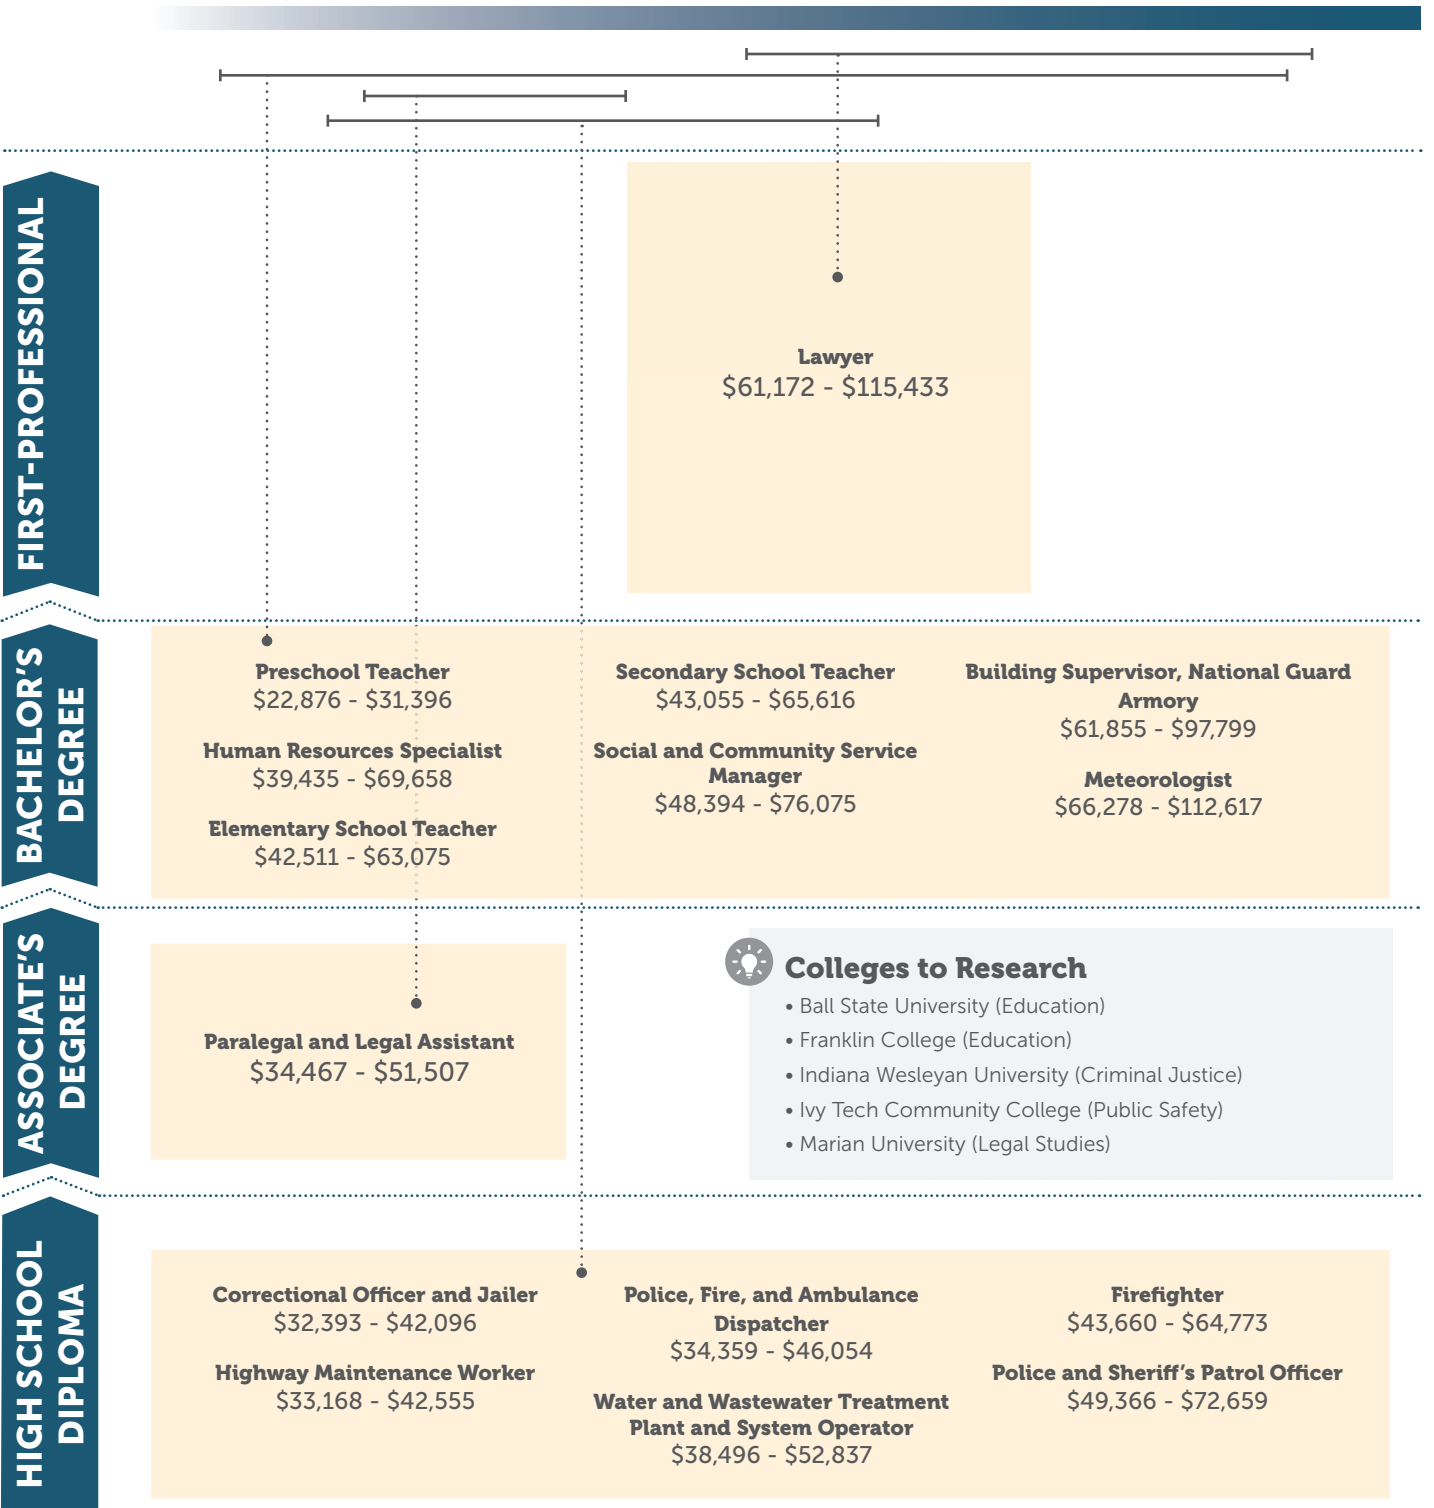 FIRST-PROFESSIONAL
Lawyer
$61,172 - $115,433
BACHELOR'S
DEGREE
Preschool Teacher
$22,876 - $31,396
Human Resources Specialist
$39,435 - $69,658
Elementary School Teacher
$42,511 - $63,075
Secondary School Teacher
$43,055 - $65,616
Social and Community Service
Manager
$48,394 - $76,075
Building Supervisor, National Guard
Armory
$61,855 - $97,799
Meteorologist
$66,278 - $112,617
ASSOCIATE'S
DEGREE
Paralegal and Legal Assistant
$34,467 - $51,507
Colleges to Research
• Ball State University (Education)
• Franklin College (Education)
• Indiana Wesleyan University (Criminal Justice)
• Ivy Tech Community College (Public Safety)
• Marian University (Legal Studies)
HIGH SCHOOL
DIPLOMA
Correctional Officer and Jailer
$32,393 - $42,096
Highway Maintenance Worker
$33,168 - $42,555
Police, Fire, and Ambulance
Dispatcher
$34,359 - $46,054
Water and Wastewater Treatment
Plant and System Operator
$38,496 - $52,837
Firefighter
$43,660 - $64,773
Police and Sheriff's Patrol Officer
$49,366 - $72,659